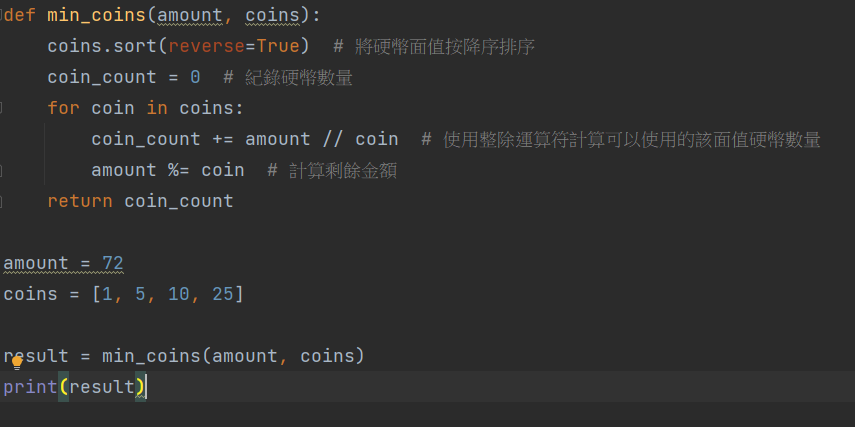 def min_coins(amount, coins):
    coins.sort(reverse=True)  # 將硬幣面值按降序排序
    coin_count = 0  # 紀錄硬幣數量
    for coin in coins:
        coin_count += amount // coin  # 使用整除運算符計算可以使用的該面值硬幣數量
        amount %= coin  # 計算剩餘金額
    return coin_count

amount = 72
coins = [1, 5, 10, 25]

result = min_coins(amount, coins)
print(result)